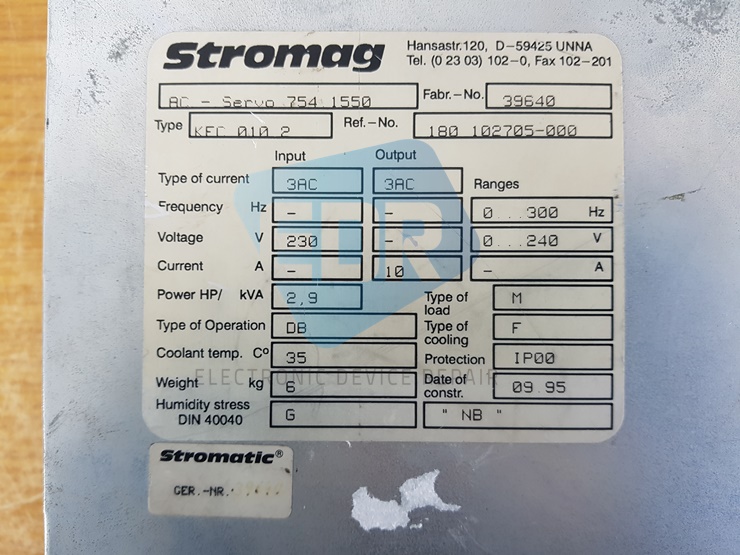 Stromag
Hansastr.120, D-59425 UNNA
Tel. (0 23 03) 102-0, Fax 102-201
AC - Servo 754 1550 Fabr.-No. 39640
Type KFC 010 2 Ref.-No. 180 102705-000
Input Output
Type of current 3AC 3AC Ranges
Frequency Hz - - 0...300 Hz
Voltage V 230 - 0...240 V
Current A - 10 - A
Power HP/ kVA 2,9 Type of load M
Type of Operation DB Type of cooling F
Coolant temp. C° 35 Protection IP00
Weight kg 6 Date of constr. 09 95
Humidity stress DIN 40040 G " NB "
EDR
ELECTRONIC DEVICE REPAIR
Stromatic®
GER.-NR.